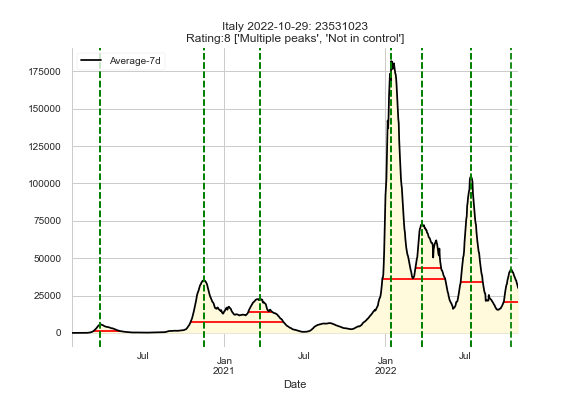 Italy 2022-10-29: 23531023
Rating:8 ['Multiple peaks', 'Not in control']
Average-7d
175000
150000
125000
100000
75000
50000
25000
0
Jul
Jan
2021
Jul
Jan
2022
Jul
Date